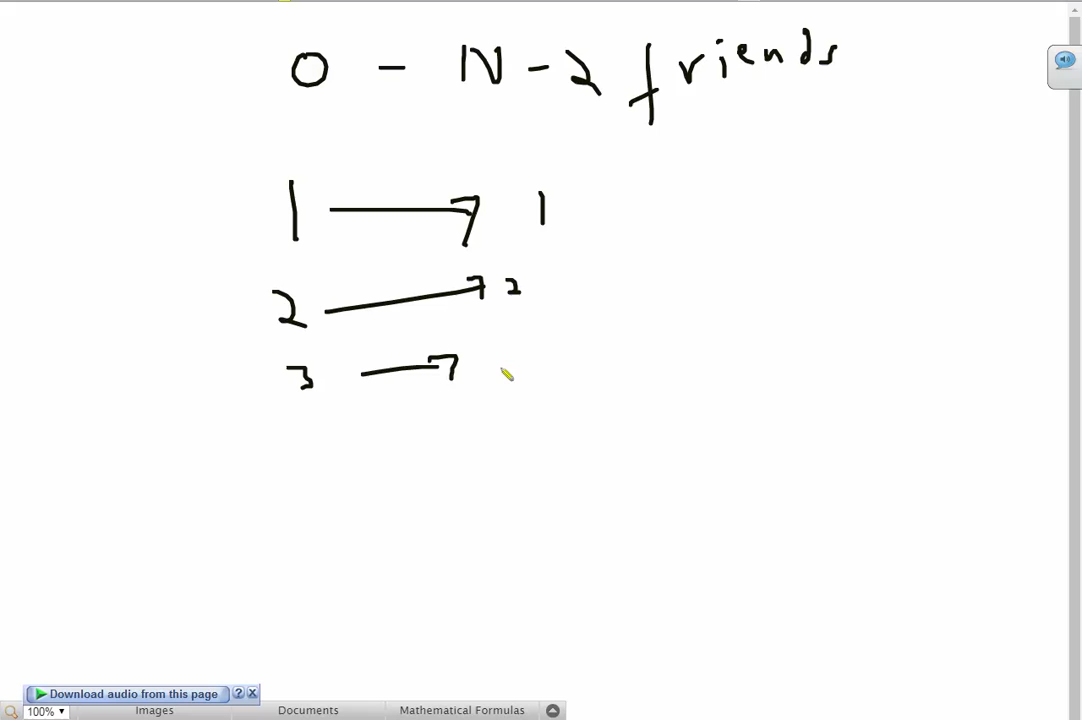 0 - N-2 friends
1 → 1
2 → 2
3 →
Download audio from this page ? x
100% ▼ Images Documents Mathematical Formulas